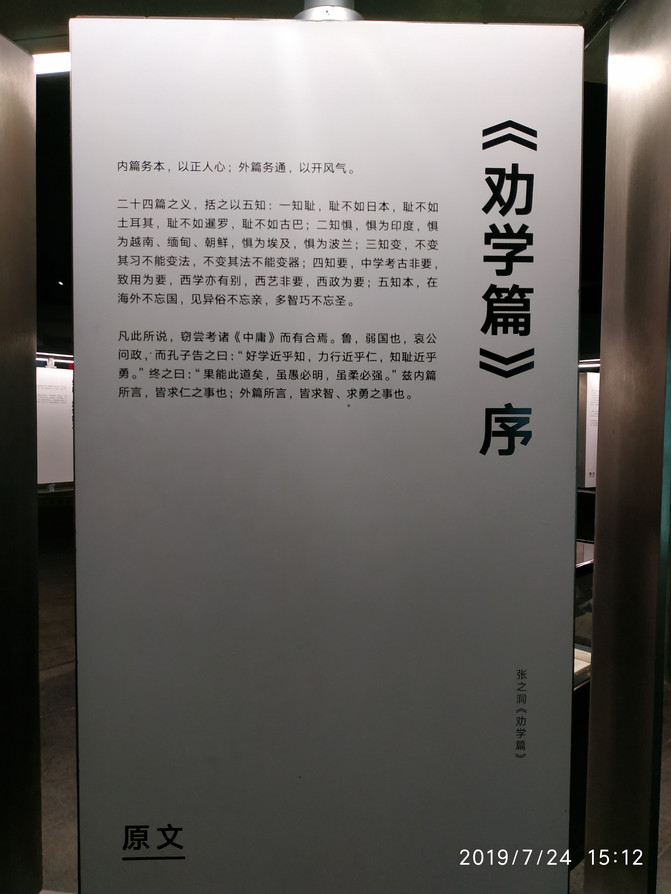 《劝学篇》序
内篇务本，以正人心；外篇务通，以开风气。
二十四篇之义，括之以五知：一知耻，耻不如日本，耻不如
土耳其，耻不如暹罗，耻不如古巴；二知惧，惧为印度，惧
为越南、缅甸、朝鲜，惧为埃及，惧为波兰；三知变，不变
其习不能变法，不变其法不能变器；四知要，中学考古非要，
致用为要，西学亦有别，西艺非要，西政为要；五知本，在
海外不忘国，见异俗不忘亲，多智巧不忘圣。
凡此所说，窃尝考诸《中庸》而有合焉。鲁，弱国也，哀公
问政，而孔子告之曰：“好学近乎知，力行近乎仁，知耻近乎
勇。”终之曰：“果能此道矣，虽愚必明，虽柔必强。”兹内篇
所言，皆求仁之事也；外篇所言，皆求智、求勇之事也。
张之洞《劝学篇》
原文
2019/7/24 15:12